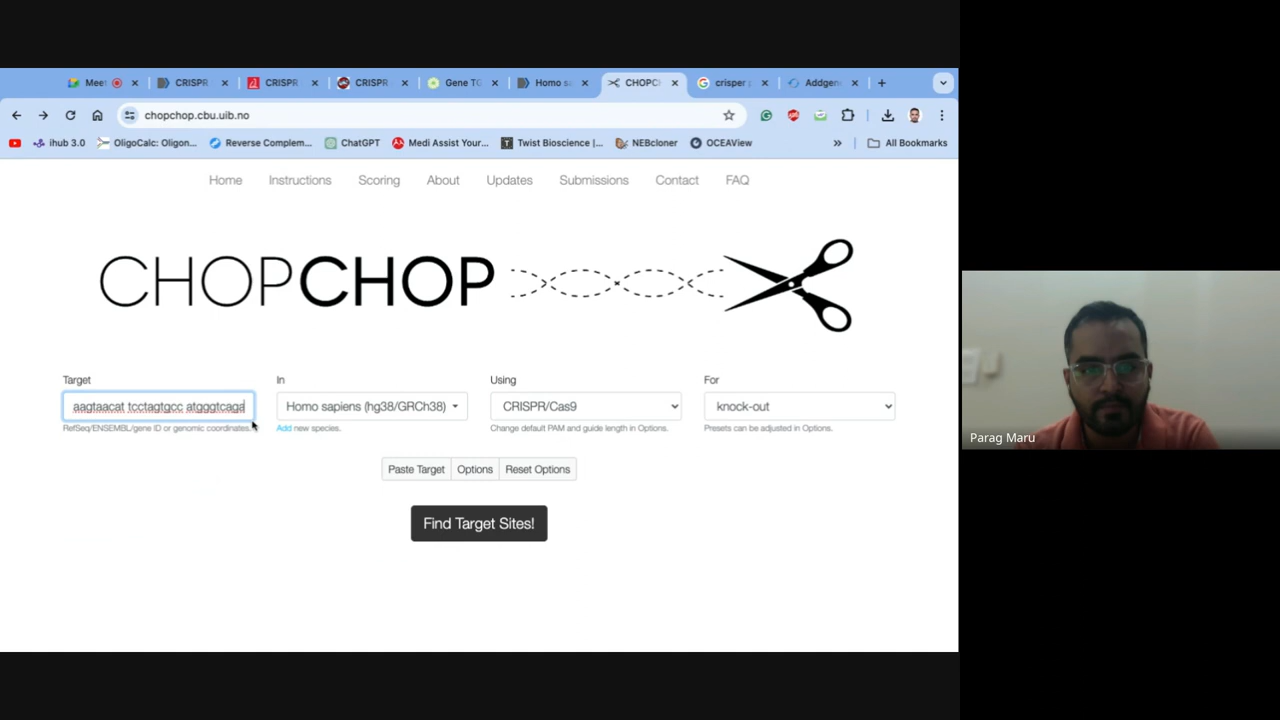 Meet
CRISPR
CRISPR
CRISPR
Gene TG
Homo s
CHOPCH
crisper
Addgen
chopchop.cbu.uib.no
ihub 3.0
OligoCalc: Oligon...
Reverse Complem...
ChatGPT
Medi Assist Your...
Twist Bioscience |...
NEBcloner
OCEAView
»
All Bookmarks
Home
Instructions
Scoring
About
Updates
Submissions
Contact
FAQ
CHOPCHOP
Target
In
Using
For
aagtaacat tcctagtgcc atgggtcaga
Homo sapiens (hg38/GRCh38)
CRISPR/Cas9
knock-out
RefSeq/ENSEMBL/gene ID or genomic coordinates.
Add new species.
Change default PAM and guide length in Options.
Presets can be adjusted in Options.
Paste Target
Options
Reset Options
Find Target Sites!
Parag Maru